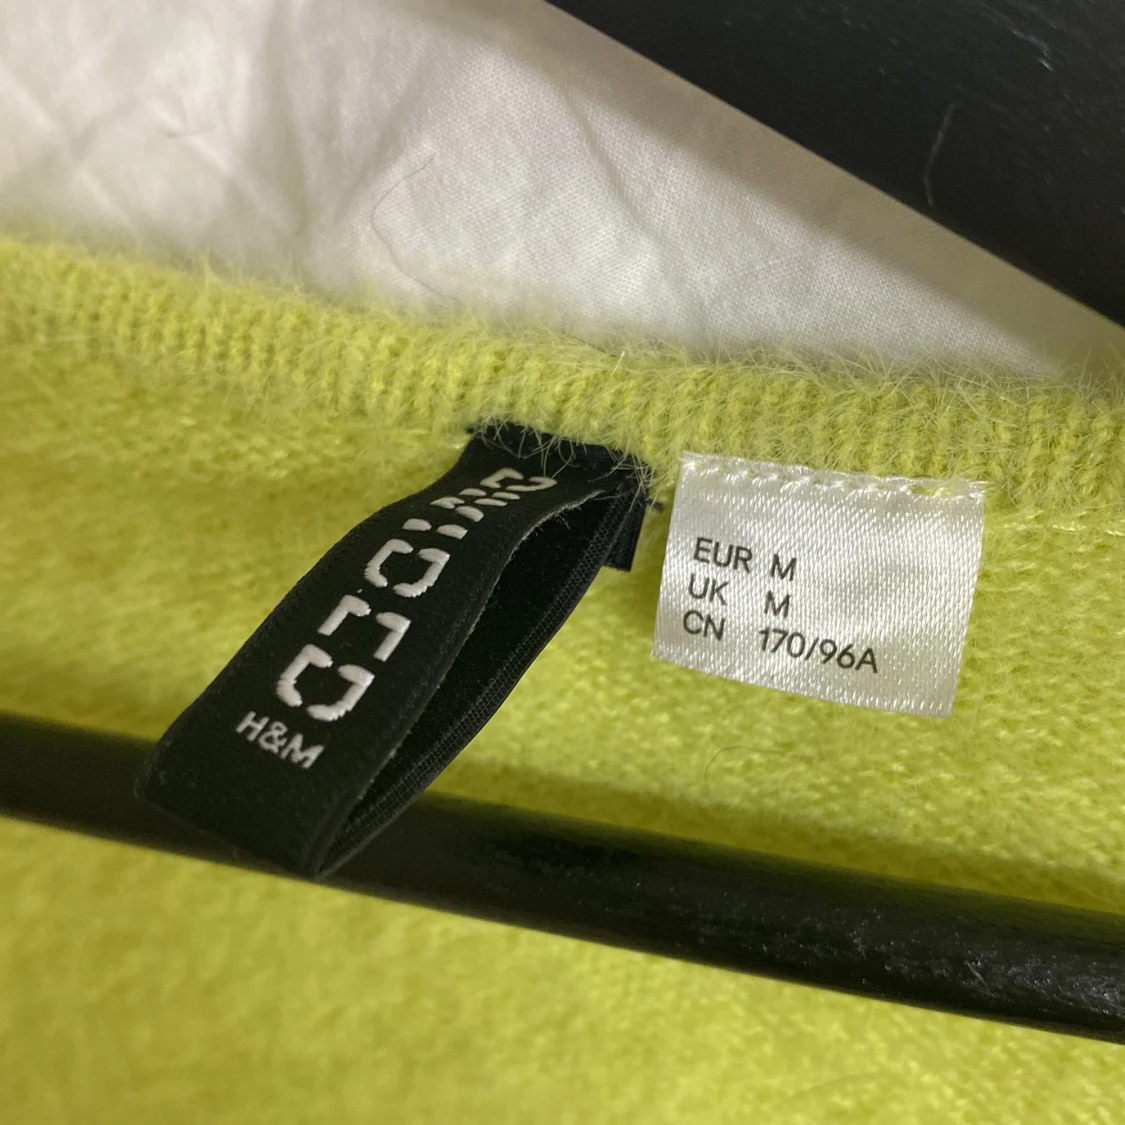 DIVIDED
H&M
EUR M
UK M
CN 170/96A